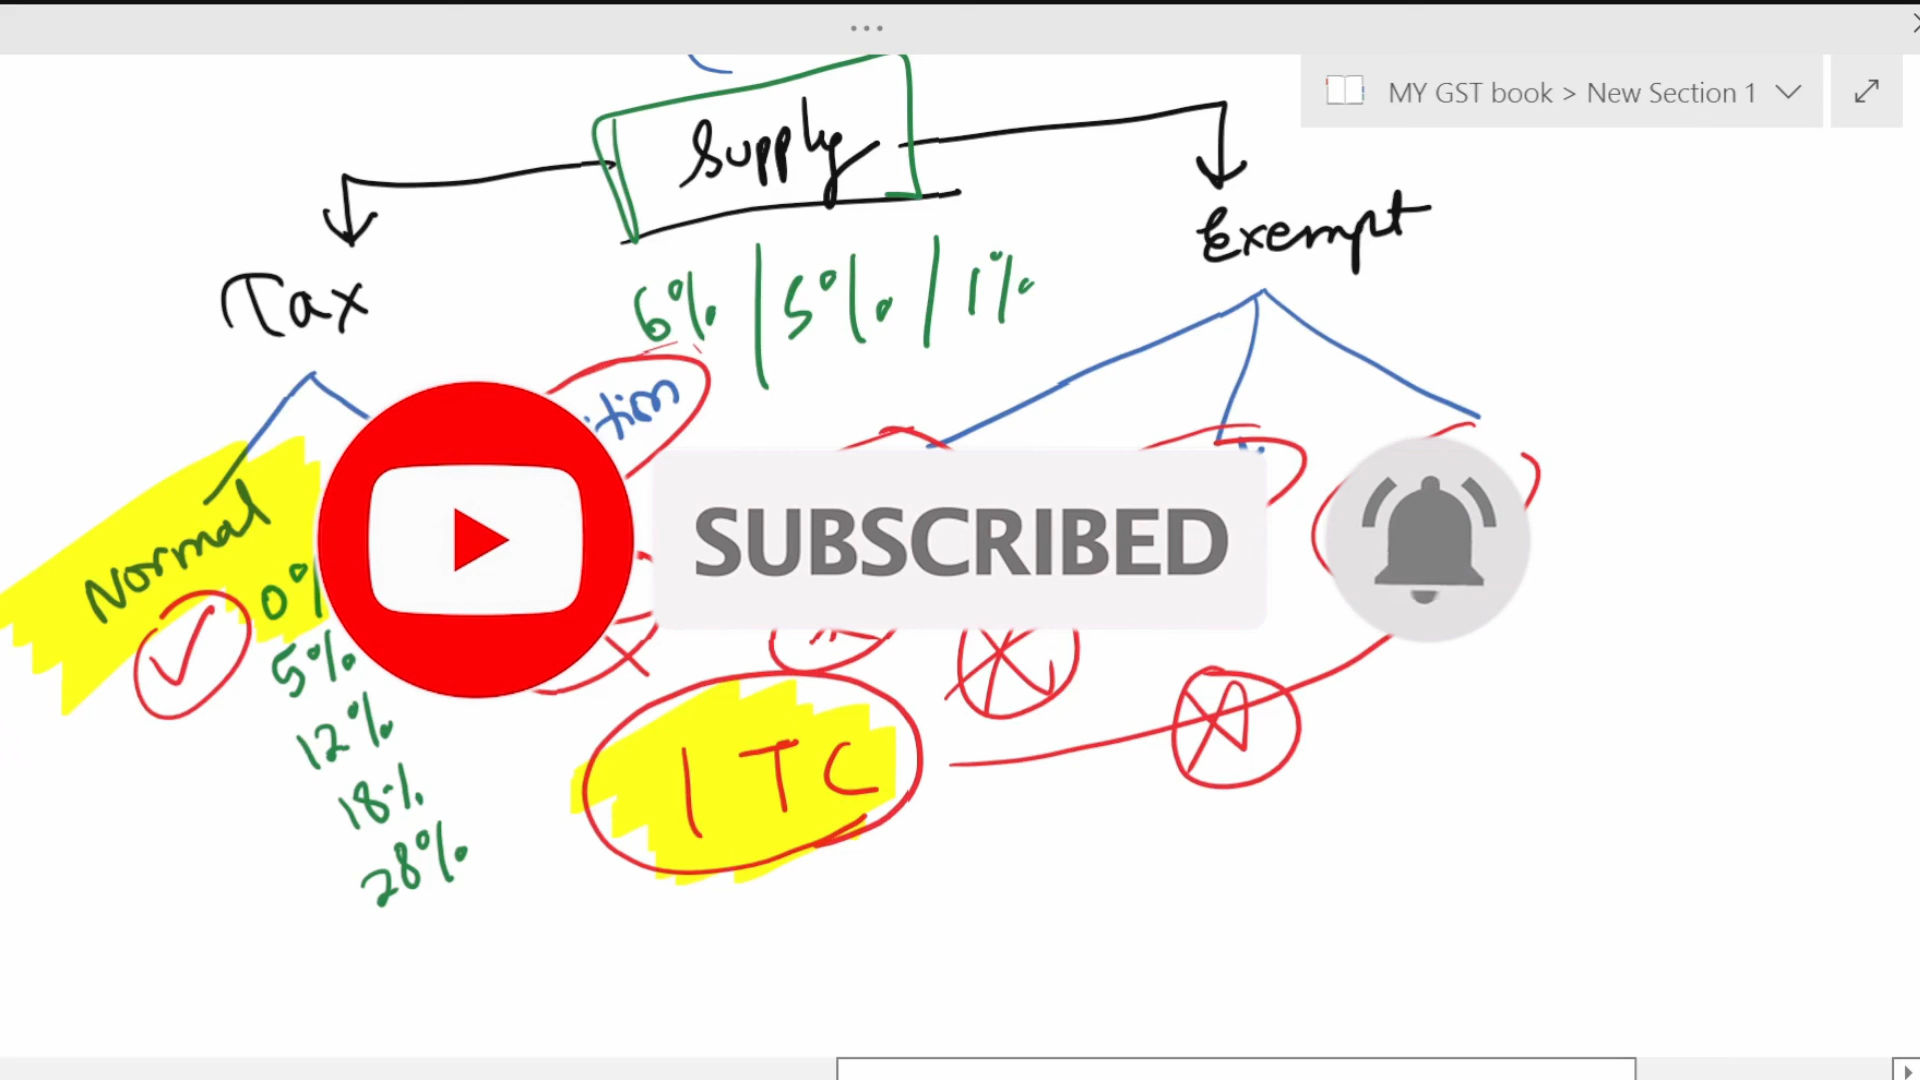 MY GST book > New Section 1
Supply
Exempt
Tax
6% | 5% | 1%
SUBSCRIBED
Normal
0%
5%
12%
18%
28%
ITC